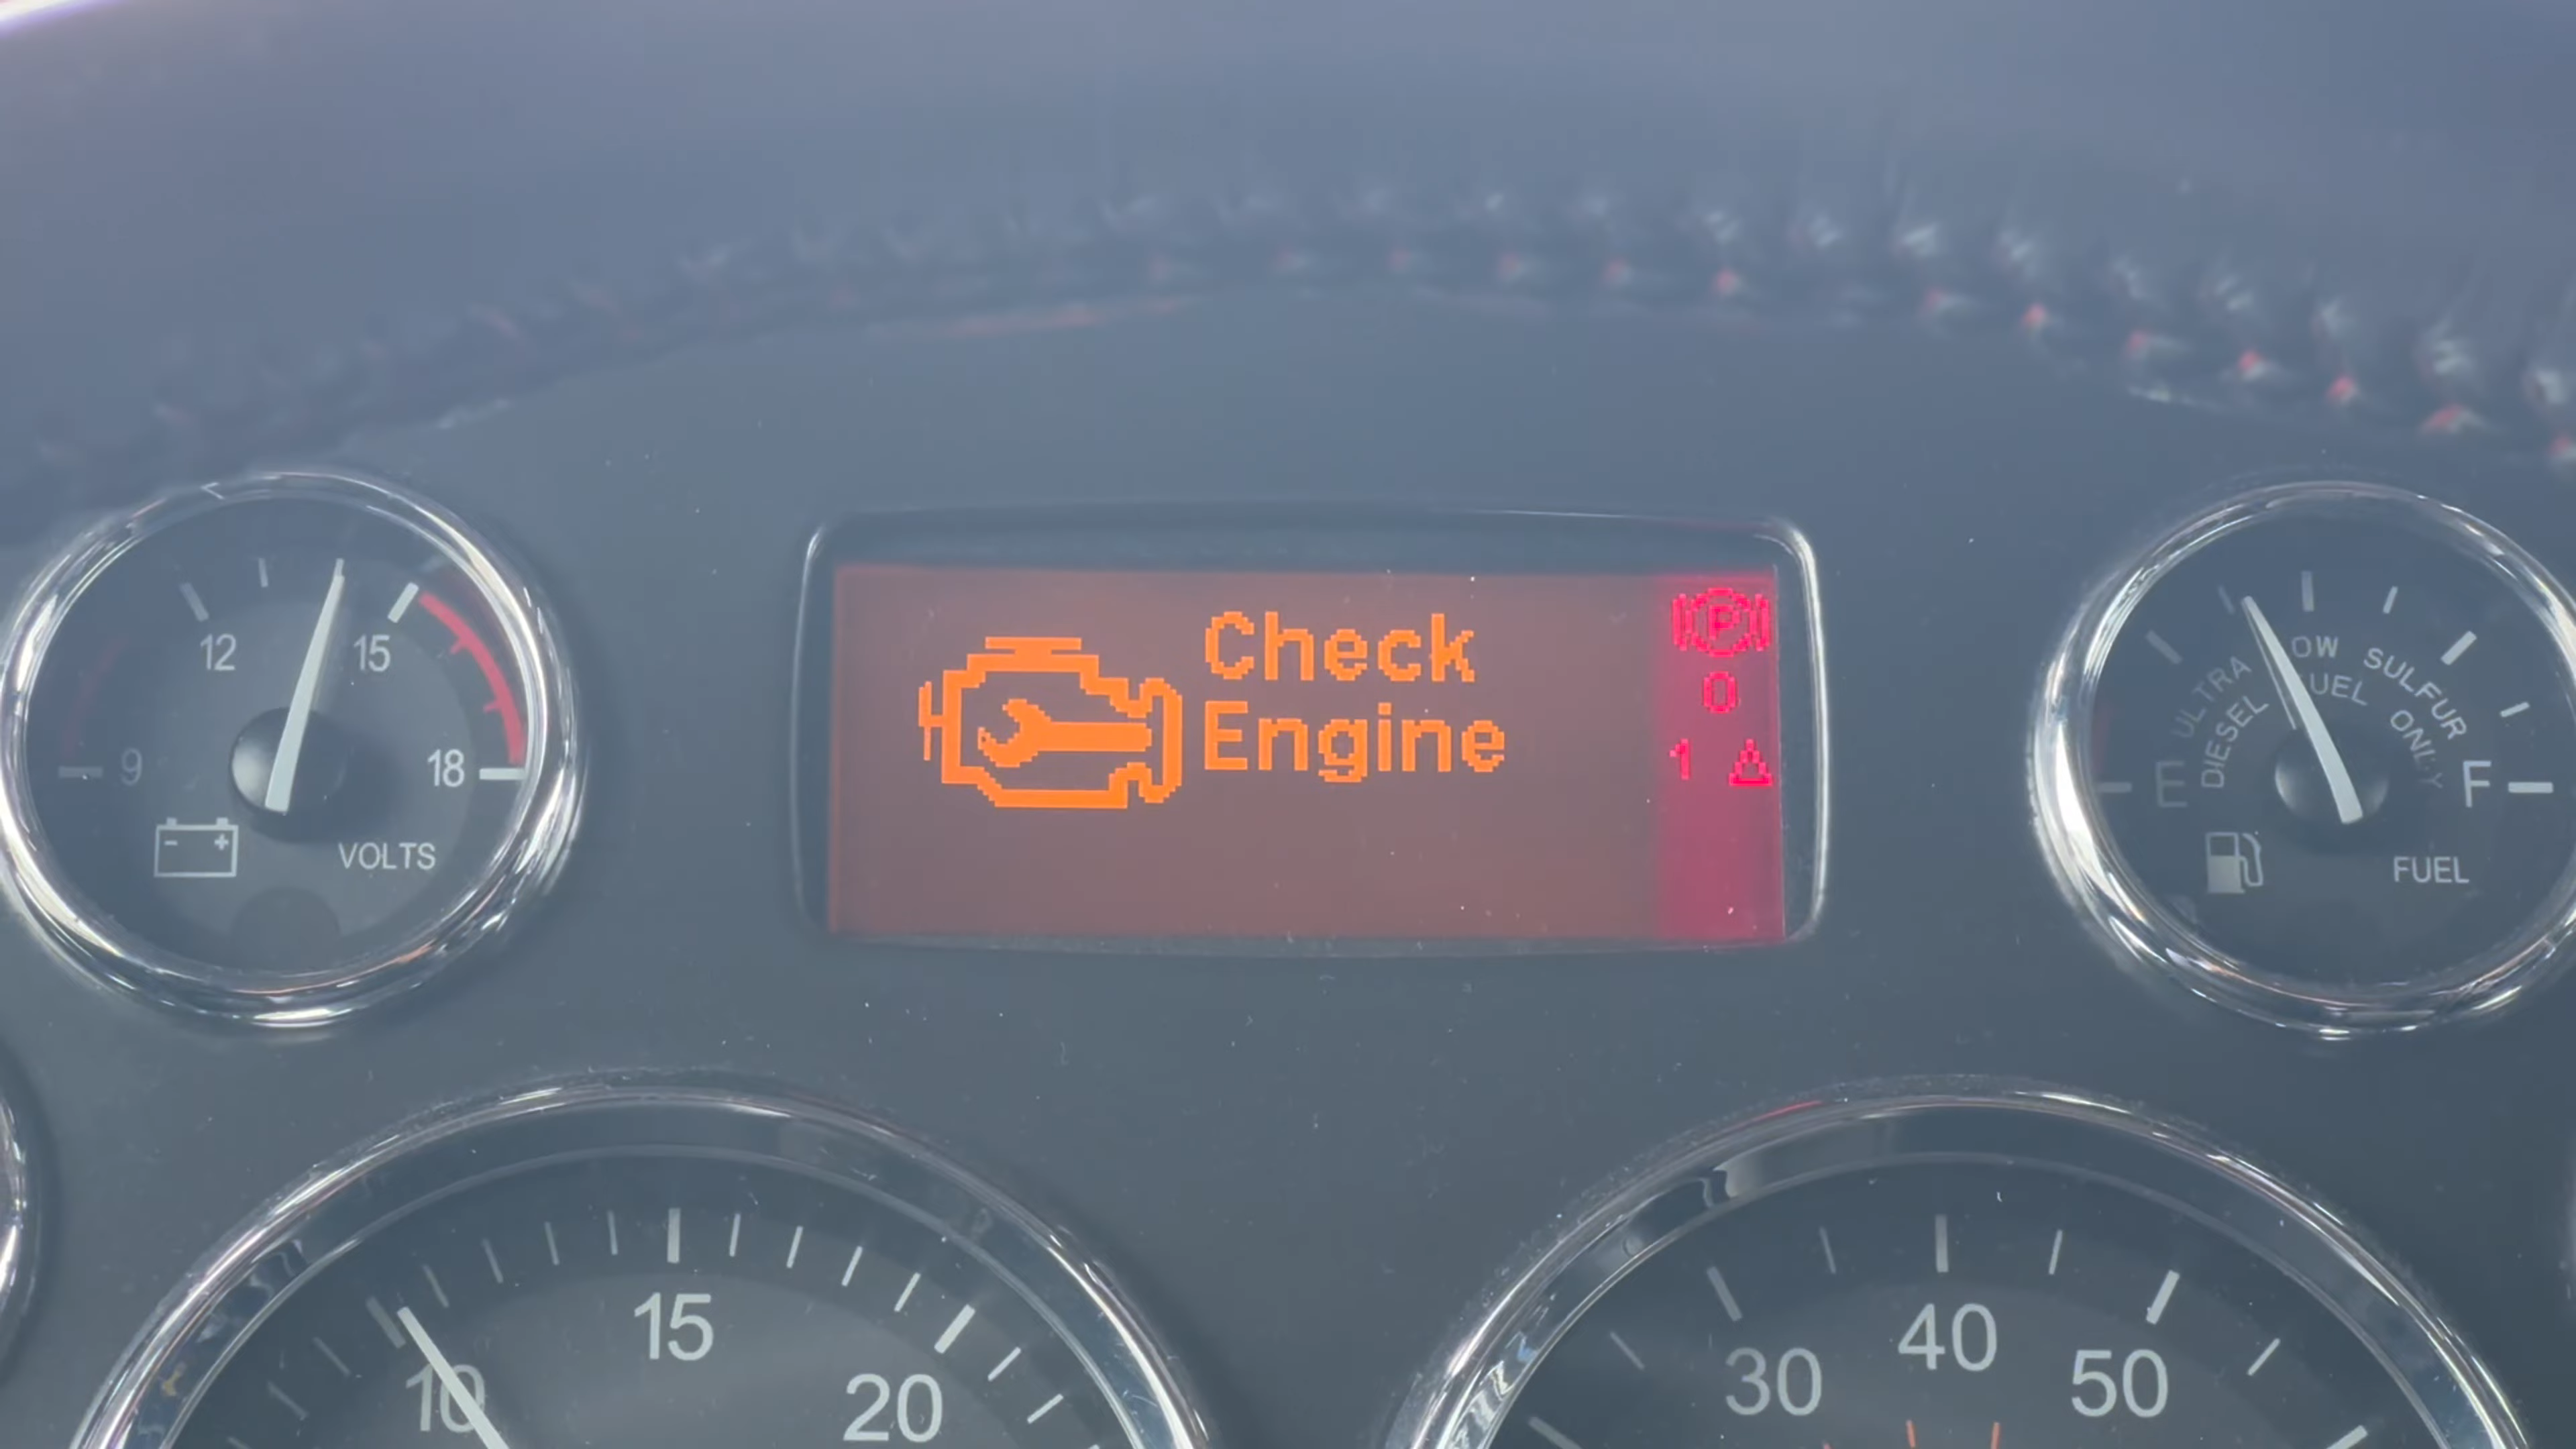 Check
Engine
P
0
1
9
12
15
18
- +
VOLTS
ULTRA LOW SULFUR
DIESEL FUEL ONLY
E
F
FUEL
10
15
20
30
40
50